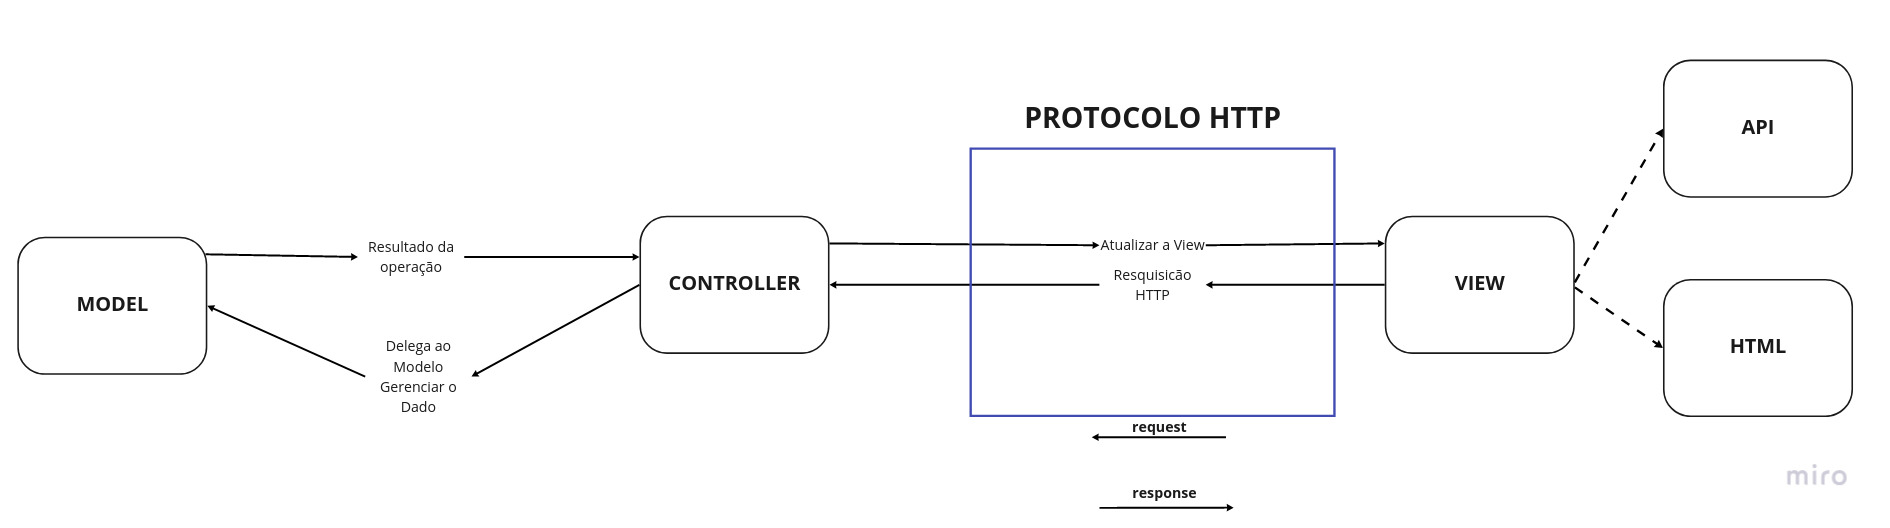 PROTOCOLO HTTP
API
MODEL
Resultado da
operação
Delega ao
Modelo
Gerenciar o
Dado
CONTROLLER
Atualizar a View
Resquisicão
HTTP
VIEW
HTML
request
response
miro